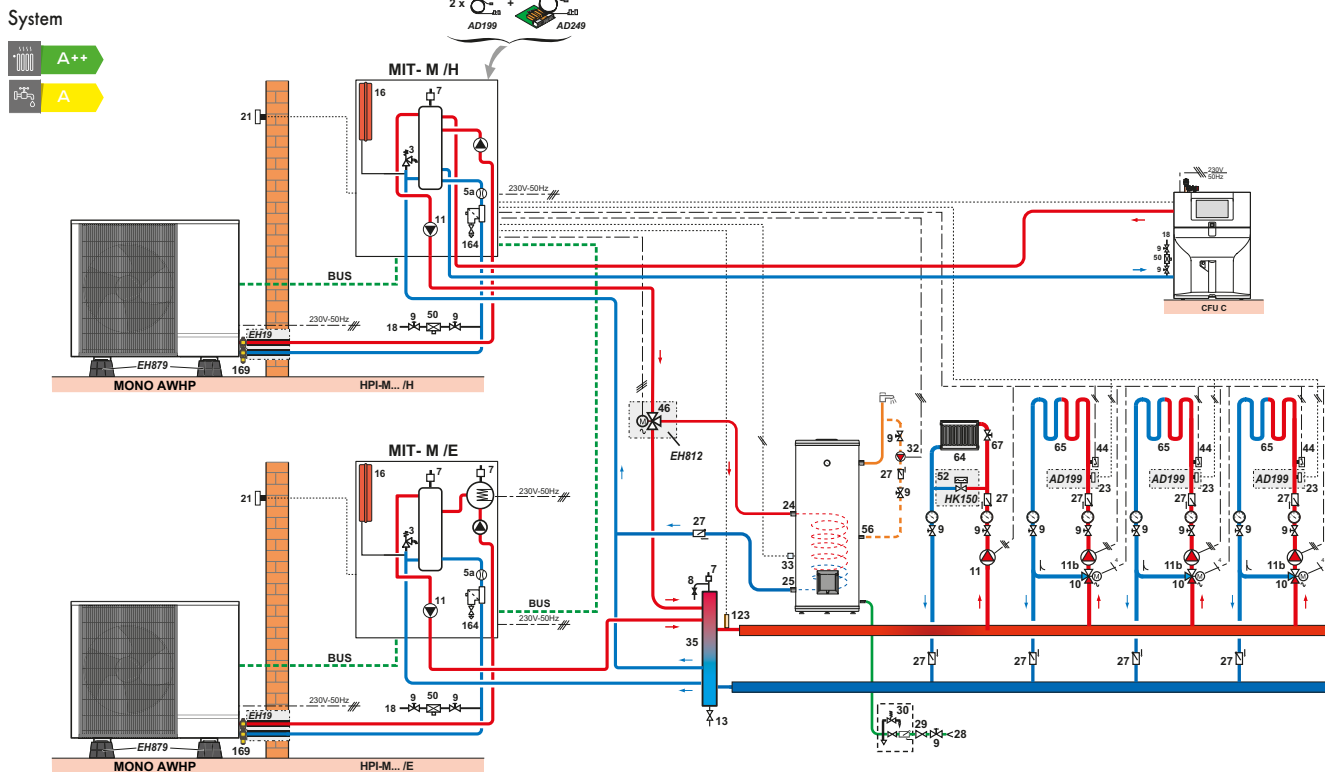 System
A++
A
2 x
+
AD199
AD249
MIT- M /H
16
7
21
3
5a
11
164
230V-50Hz
BUS
230V-50Hz
18
9
50
9
EH19
EH879
169
MONO AWHP
HPI-M... /H
230V
50Hz
18
9
50
9
CFU C
M
46
EH812
MIT- M /E
16
7
7
21
3
5a
11
164
230V-50Hz
BUS
230V-50Hz
BUS
230V-50Hz
18
9
50
9
EH19
EH879
169
MONO AWHP
HPI-M... /E
27
24
33
25
56
9
32
27
9
8
7
35
123
13
30
29
9
<28
64
67
52
HK150
27
9
9
11
65
44
AD199
23
27
9
9
11b
M
10
65
44
AD199
23
27
9
9
11b
M
10
65
44
AD199
23
27
9
9
11b
M
10
27
27
27
27